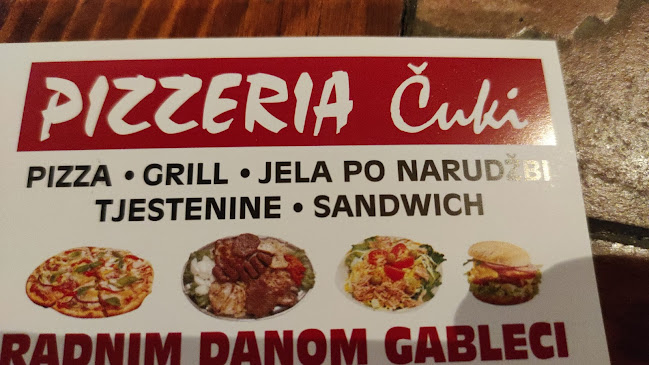 PIZZERIA Čuki
PIZZA • GRILL • JELA PO NARUDŽBI
TJESTENINE • SANDWICH
RADNIM DANOM GABLECI